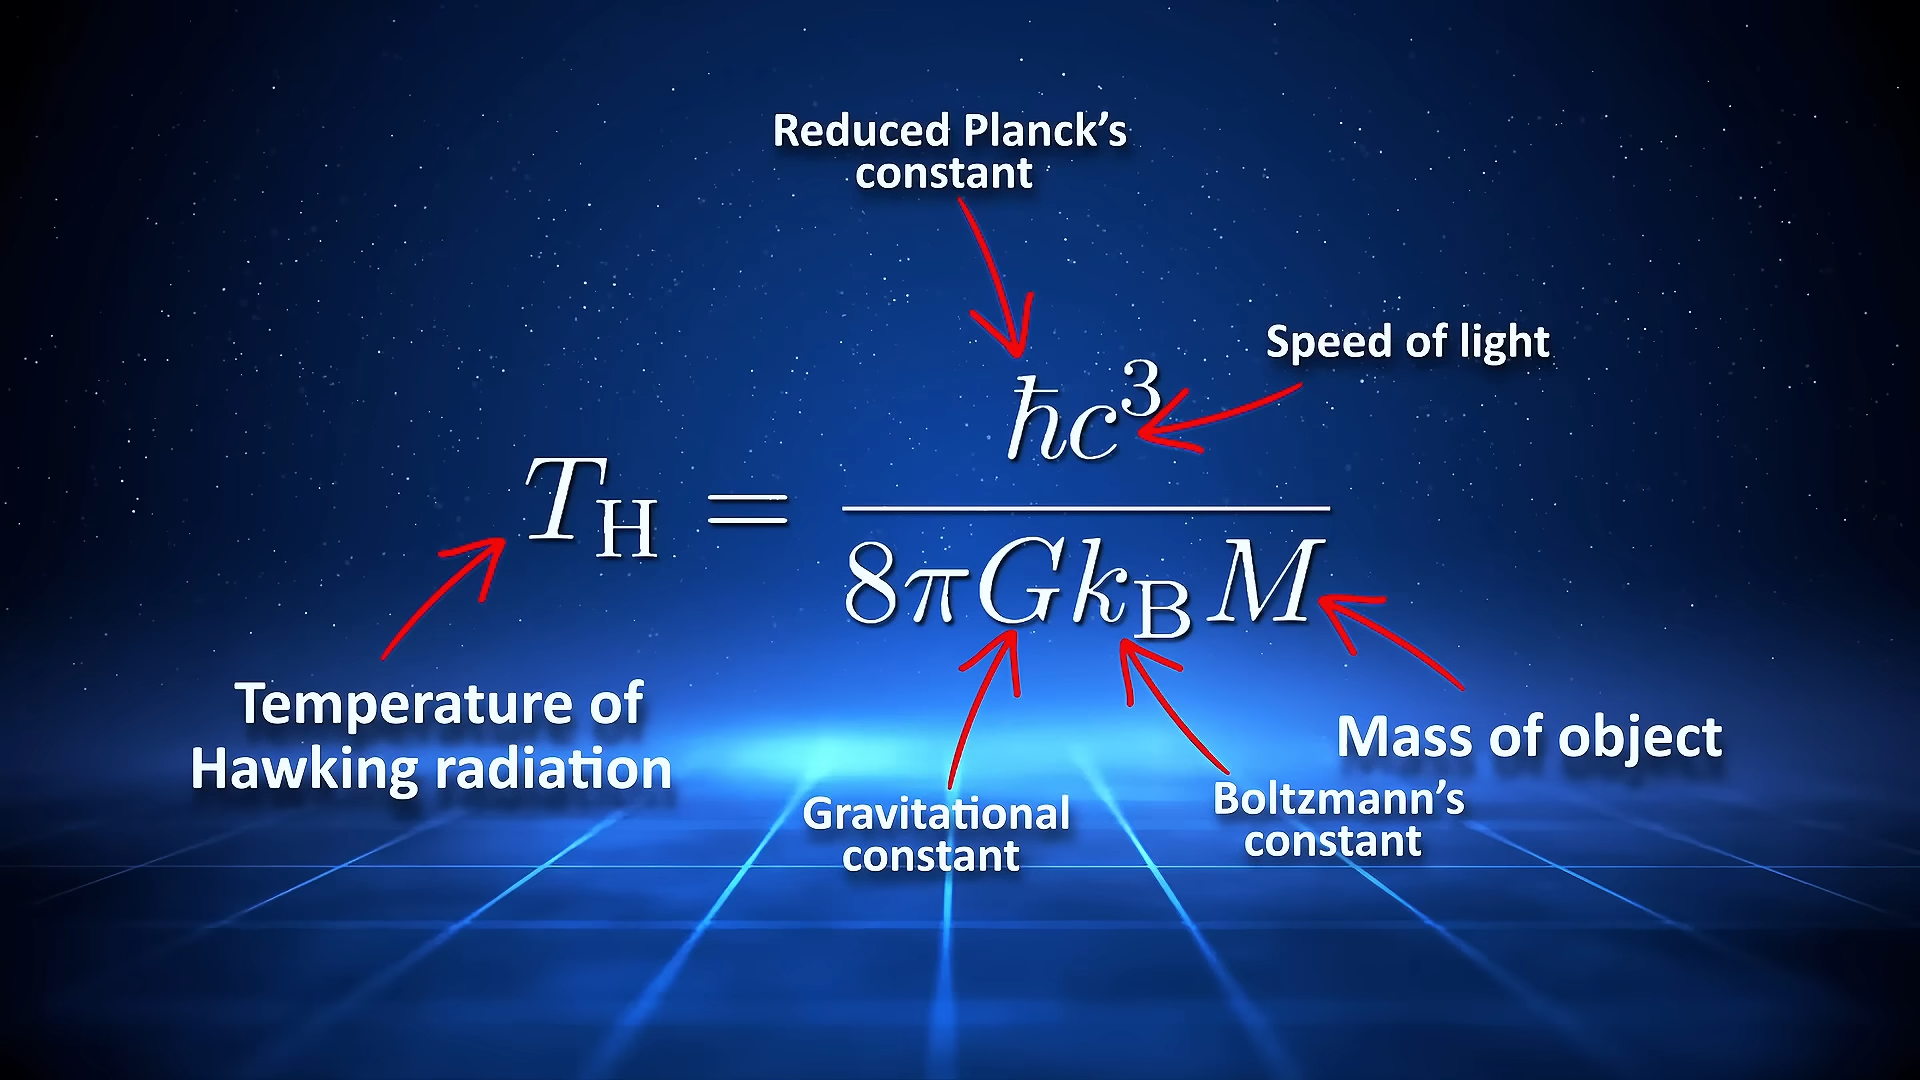 Reduced Planck’s
constant
Speed of light
ħc³
T_H =
8πGk_BM
Temperature of
Hawking radiation
Gravitational
constant
Boltzmann’s
constant
Mass of object